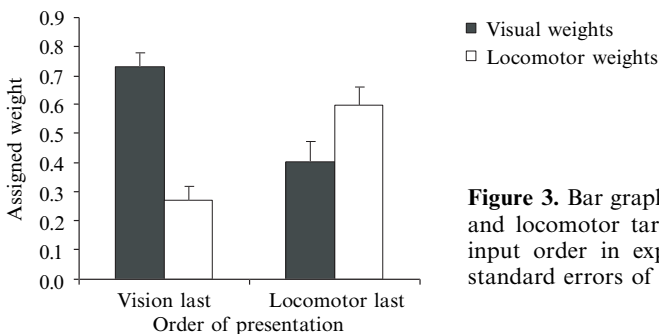 0.9
0.8
0.7
0.6
0.5
0.4
0.3
0.2
0.1
0.0
Assigned weight
Vision last Locomotor last
Order of presentation
Visual weights
Locomotor weights
Figure 3. Bar graph
and locomotor tar
input order in exp
standard errors of